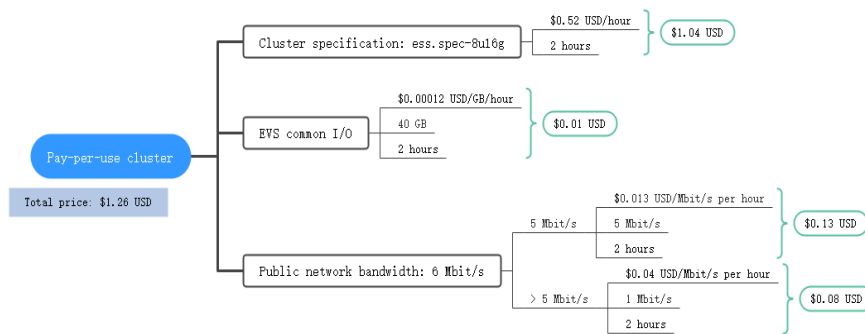 Pay-per-use cluster
Total price: $1.26 USD
Cluster specification: ess.spec-8u16g
$0.52 USD/hour
2 hours
$1.04 USD
EVS common I/O
$0.00012 USD/GB/hour
40 GB
2 hours
$0.01 USD
Public network bandwidth: 6 Mbit/s
5 Mbit/s
$0.013 USD/Mbit/s per hour
5 Mbit/s
2 hours
$0.13 USD
> 5 Mbit/s
$0.04 USD/Mbit/s per hour
1 Mbit/s
2 hours
$0.08 USD